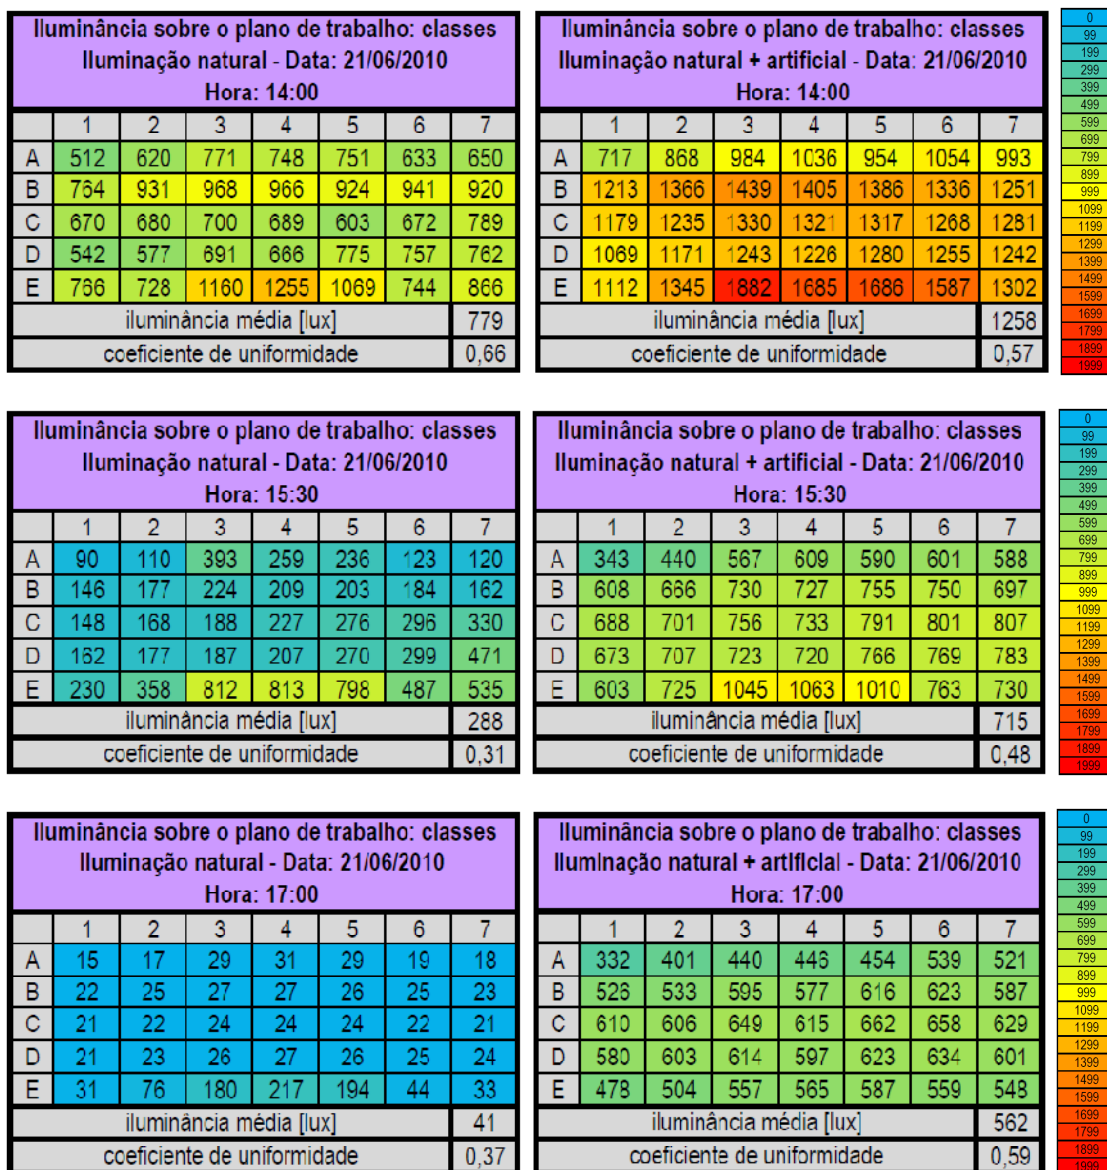 Iluminância sobre o plano de trabalho: classes
Iluminação natural - Data: 21/06/2010
Hora: 14:00
1 2 3 4 5 6 7
A 512 620 771 748 751 633 650
B 764 931 968 966 924 941 920
C 670 680 700 689 603 672 789
D 542 577 691 666 775 757 762
E 766 728 1160 1255 1069 744 866
iluminância média [lux] 779
coeficiente de uniformidade 0,66
Iluminância sobre o plano de trabalho: classes
Iluminação natural + artificial - Data: 21/06/2010
Hora: 14:00
1 2 3 4 5 6 7
A 717 868 984 1036 954 1054 993
B 1213 1366 1439 1405 1386 1336 1251
C 1179 1235 1330 1321 1317 1268 1281
D 1069 1171 1243 1226 1280 1255 1242
E 1112 1345 1882 1685 1686 1587 1302
iluminância média [lux] 1258
coeficiente de uniformidade 0,57
0
99
199
299
399
499
599
699
799
899
999
1099
1199
1299
1399
1499
1599
1699
1799
1899
1999
Iluminância sobre o plano de trabalho: classes
Iluminação natural - Data: 21/06/2010
Hora: 15:30
1 2 3 4 5 6 7
A 90 110 393 259 236 123 120
B 146 177 224 209 203 184 162
C 148 168 188 227 276 296 330
D 162 177 187 207 270 299 471
E 230 358 812 813 798 487 535
iluminância média [lux] 288
coeficiente de uniformidade 0,31
Iluminância sobre o plano de trabalho: classes
Iluminação natural + artificial - Data: 21/06/2010
Hora: 15:30
1 2 3 4 5 6 7
A 343 440 567 609 590 601 588
B 608 666 730 727 755 750 697
C 688 701 756 733 791 801 807
D 673 707 723 720 766 769 783
E 603 725 1045 1063 1010 763 730
iluminância média [lux] 715
coeficiente de uniformidade 0,48
0
99
199
299
399
499
599
699
799
899
999
1099
1199
1299
1399
1499
1599
1699
1799
1899
1999
Iluminância sobre o plano de trabalho: classes
Iluminação natural - Data: 21/06/2010
Hora: 17:00
1 2 3 4 5 6 7
A 15 17 29 31 29 19 18
B 22 25 27 27 26 25 23
C 21 22 24 24 24 22 21
D 21 23 26 27 26 25 24
E 31 76 180 217 194 44 33
iluminância média [lux] 41
coeficiente de uniformidade 0,37
Iluminância sobre o plano de trabalho: classes
Iluminação natural + artificial - Data: 21/06/2010
Hora: 17:00
1 2 3 4 5 6 7
A 332 401 440 446 454 539 521
B 526 533 595 577 616 623 587
C 610 606 649 615 662 658 629
D 580 603 614 597 623 634 601
E 478 504 557 565 587 559 548
iluminância média [lux] 562
coeficiente de uniformidade 0,59
0
99
199
299
399
499
599
699
799
899
999
1099
1199
1299
1399
1499
1599
1699
1799
1899
1999